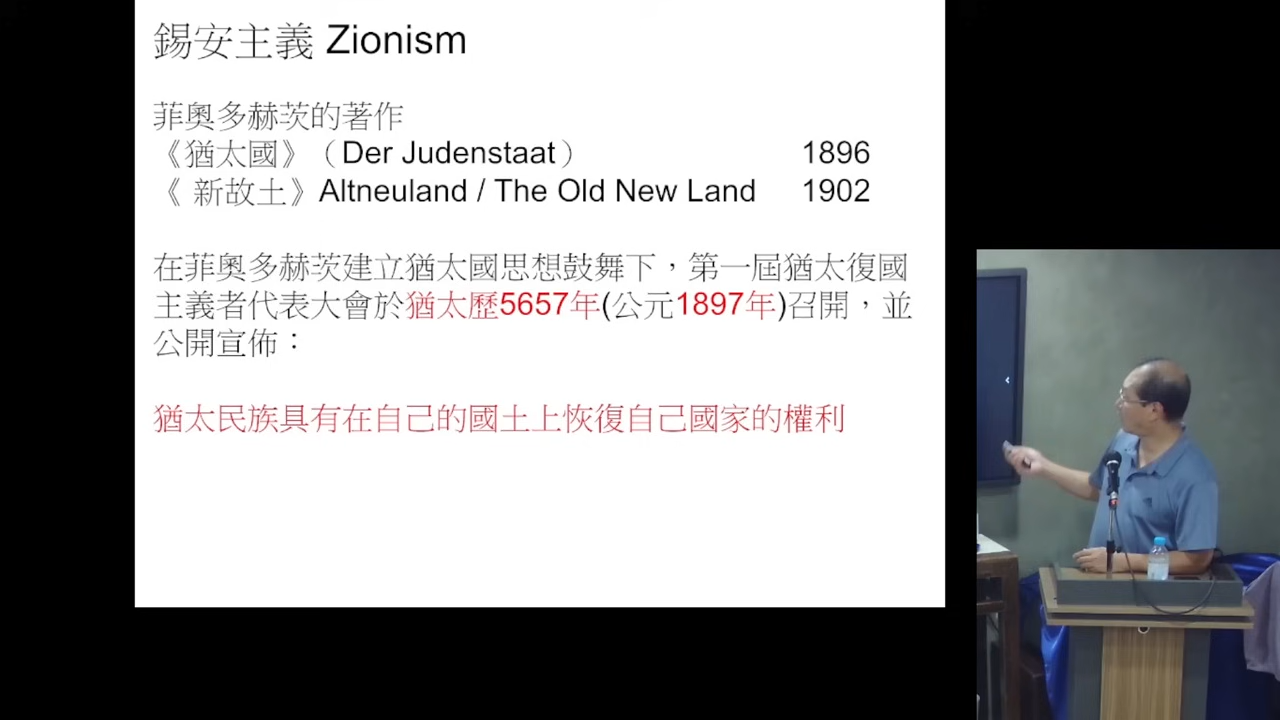 錫安主義 Zionism
菲奧多赫茨的著作
《猶太國》（Der Judenstaat） 1896
《 新故土》Altneuland / The Old New Land 1902
在菲奧多赫茨建立猶太國思想鼓舞下，第一屆猶太復國
主義者代表大會於猶太歷5657年(公元1897年)召開，並
公開宣佈：
猶太民族具有在自己的國土上恢復自己國家的權利